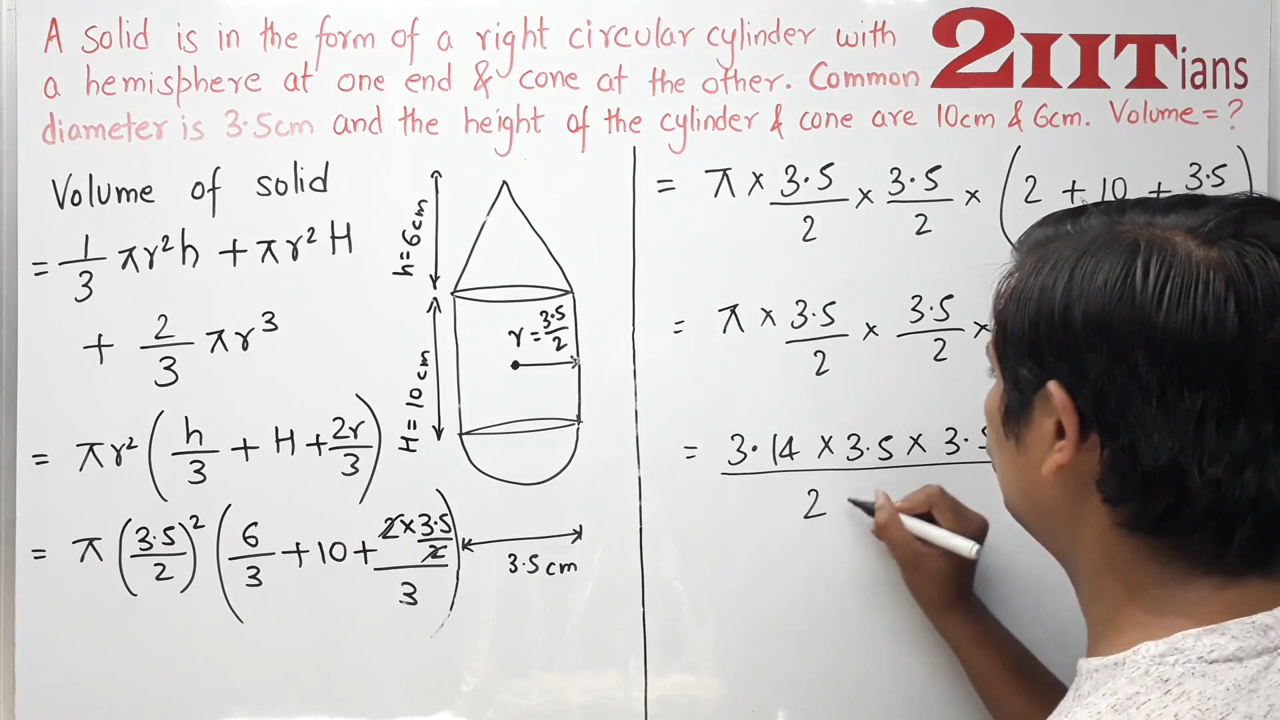 A solid is in the form of a right circular cylinder with
a hemisphere at one end & cone at the other. Common
diameter is 3.5cm and the height of the cylinder & cone are 10cm & 6cm. Volume = ?
2IITians
Volume of solid
= 1/3 πr²h + πr² H
+ 2/3 πr³
= πr² (h/3 + H + 2r/3)
= π (3.5/2)² (6/3 + 10 + (2×3.5/2)/3)
h = 6cm
r = 3.5/2
H = 10 cm
3.5 cm
= π × 3.5/2 × 3.5/2 × (2 + 10 + 3.5
= π × 3.5/2 × 3.5/2 ×
= 3.14 × 3.5 × 3.5
2